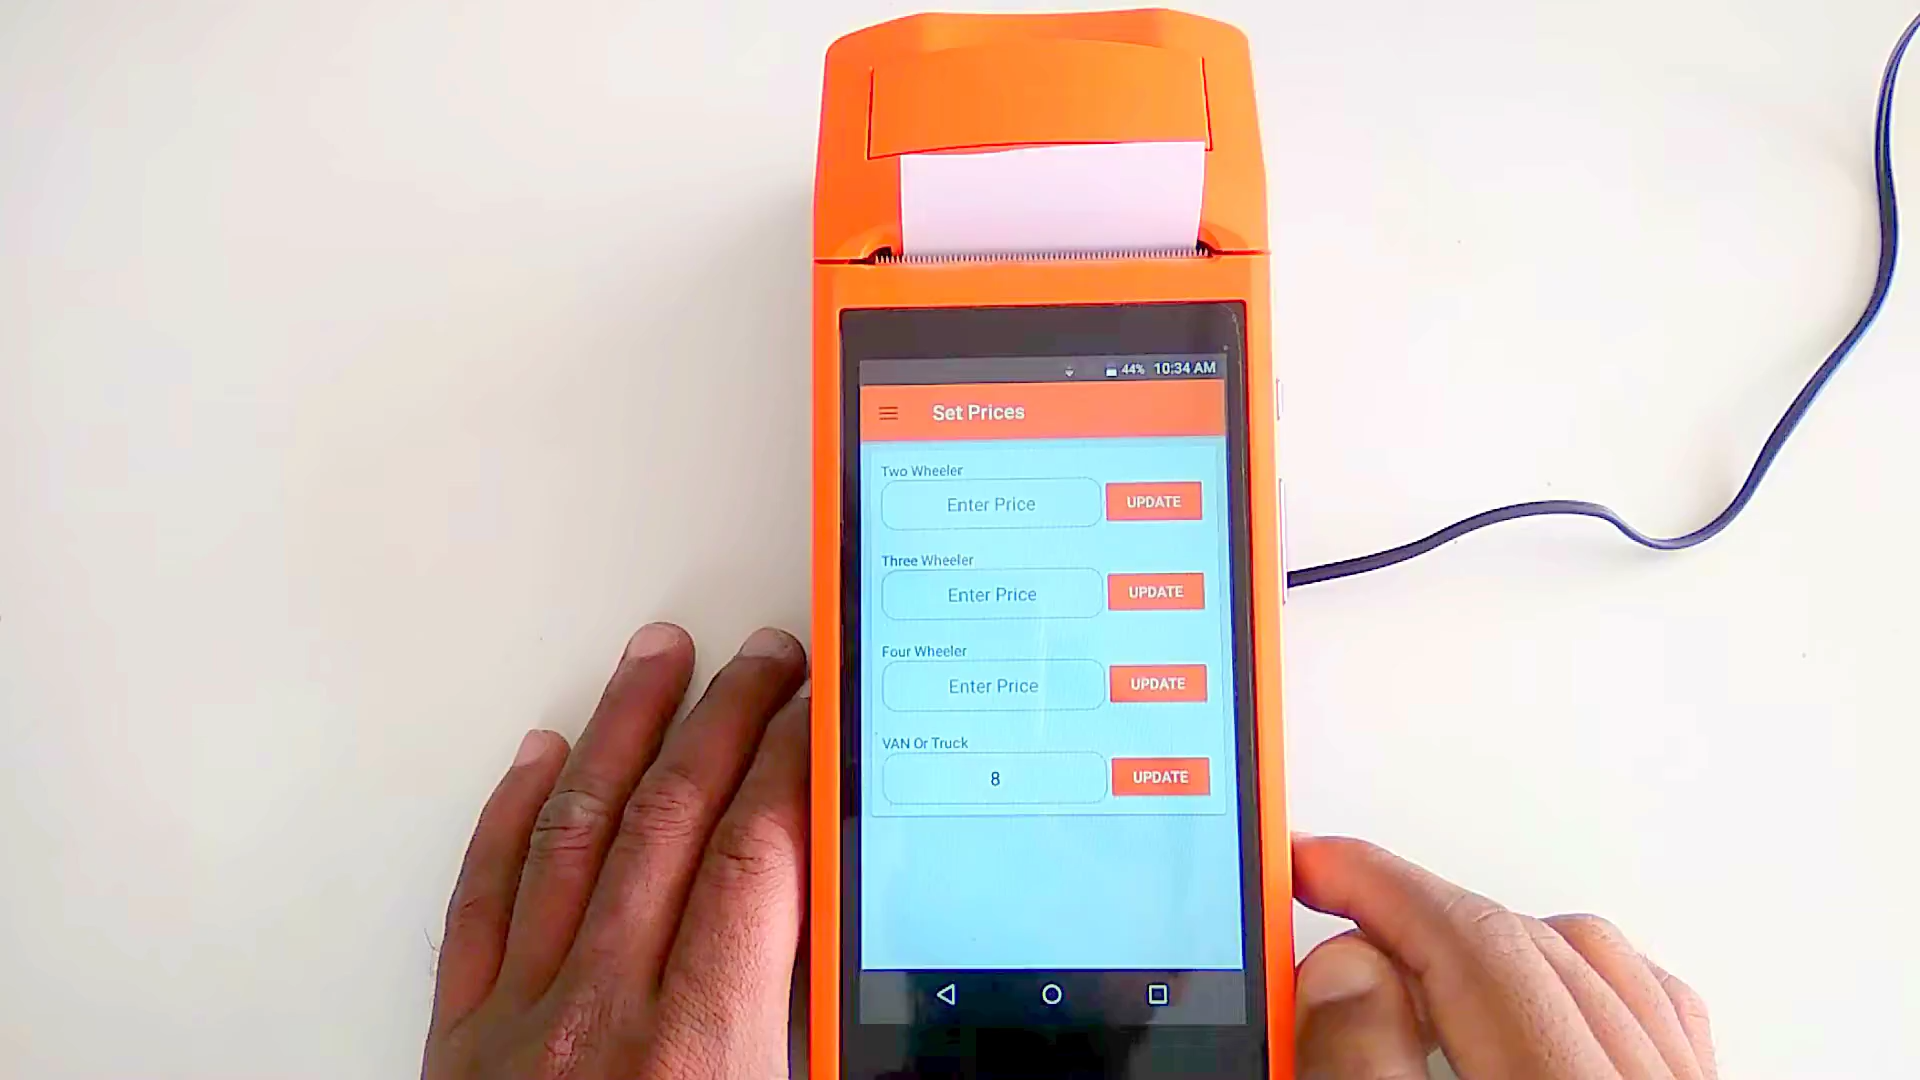 44% 10:34 AM
Set Prices
Two Wheeler
Enter Price UPDATE
Three Wheeler
Enter Price UPDATE
Four Wheeler
Enter Price UPDATE
VAN Or Truck
8 UPDATE